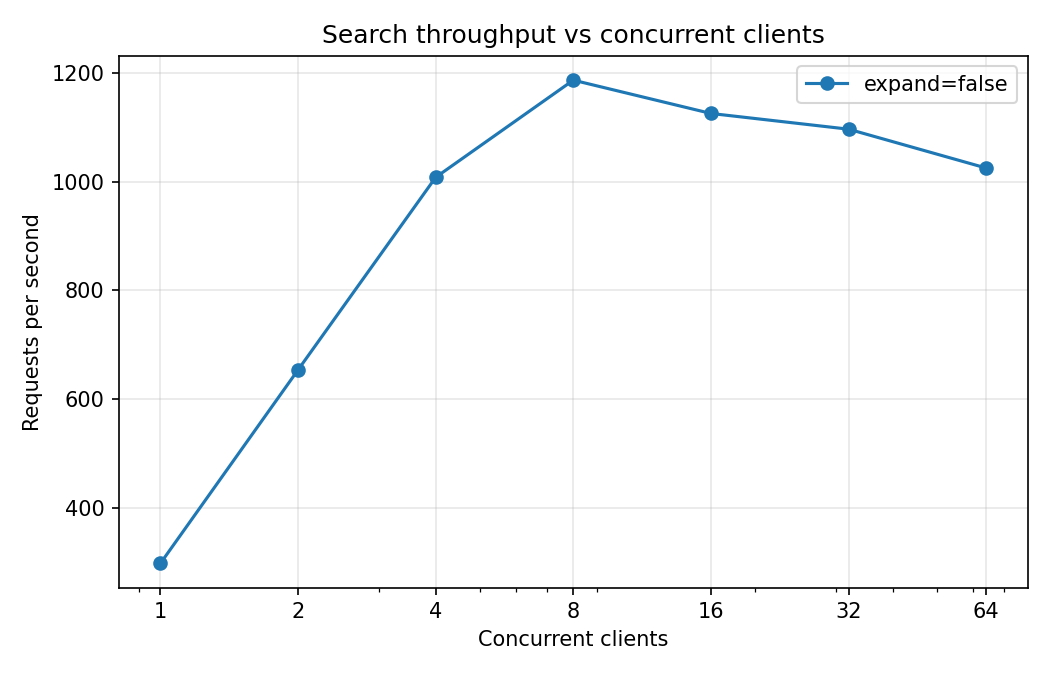 Search throughput vs concurrent clients
expand=false
Requests per second
1200
1000
800
600
400
1 2 4 8 16 32 64
Concurrent clients